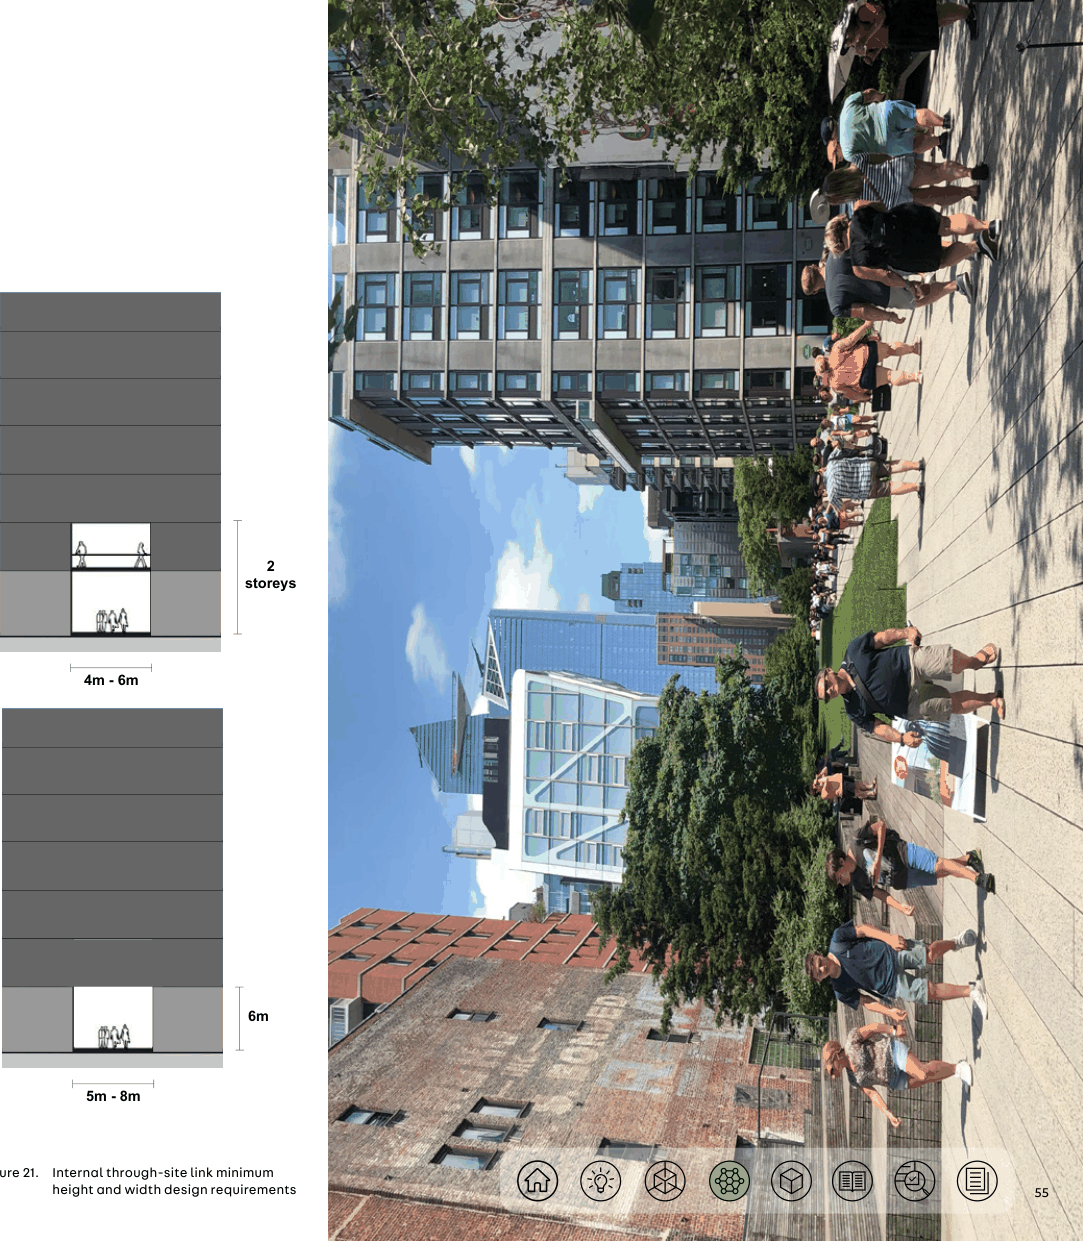 2
storeys
4m - 6m
6m
5m - 8m
ure 21. Internal through-site link minimum
height and width design requirements
55